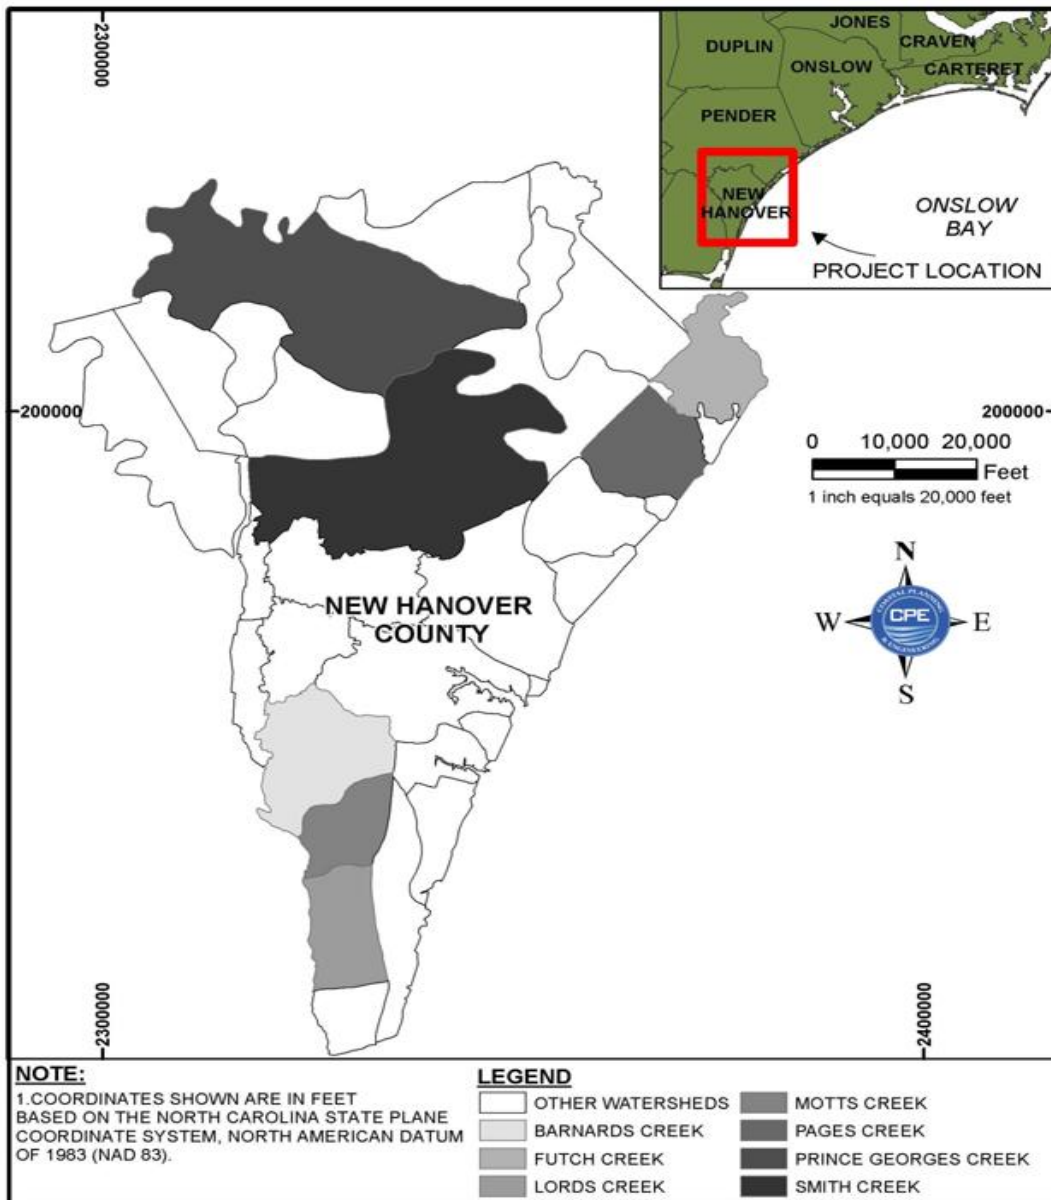 2300000
JONES
DUPLIN
CRAVEN
ONSLOW
CARTERET
PENDER
NEW
HANOVER
ONSLOW
BAY
PROJECT LOCATION
200000
200000
0 10,000 20,000
Feet
1 inch equals 20,000 feet
N
COASTAL PLANNING
CPE
& ENGINEERING
W E
S
NEW HANOVER
COUNTY
2300000
2400000
NOTE:
1.COORDINATES SHOWN ARE IN FEET
BASED ON THE NORTH CAROLINA STATE PLANE
COORDINATE SYSTEM, NORTH AMERICAN DATUM
OF 1983 (NAD 83).
LEGEND
OTHER WATERSHEDS
BARNARDS CREEK
FUTCH CREEK
LORDS CREEK
MOTTS CREEK
PAGES CREEK
PRINCE GEORGES CREEK
SMITH CREEK